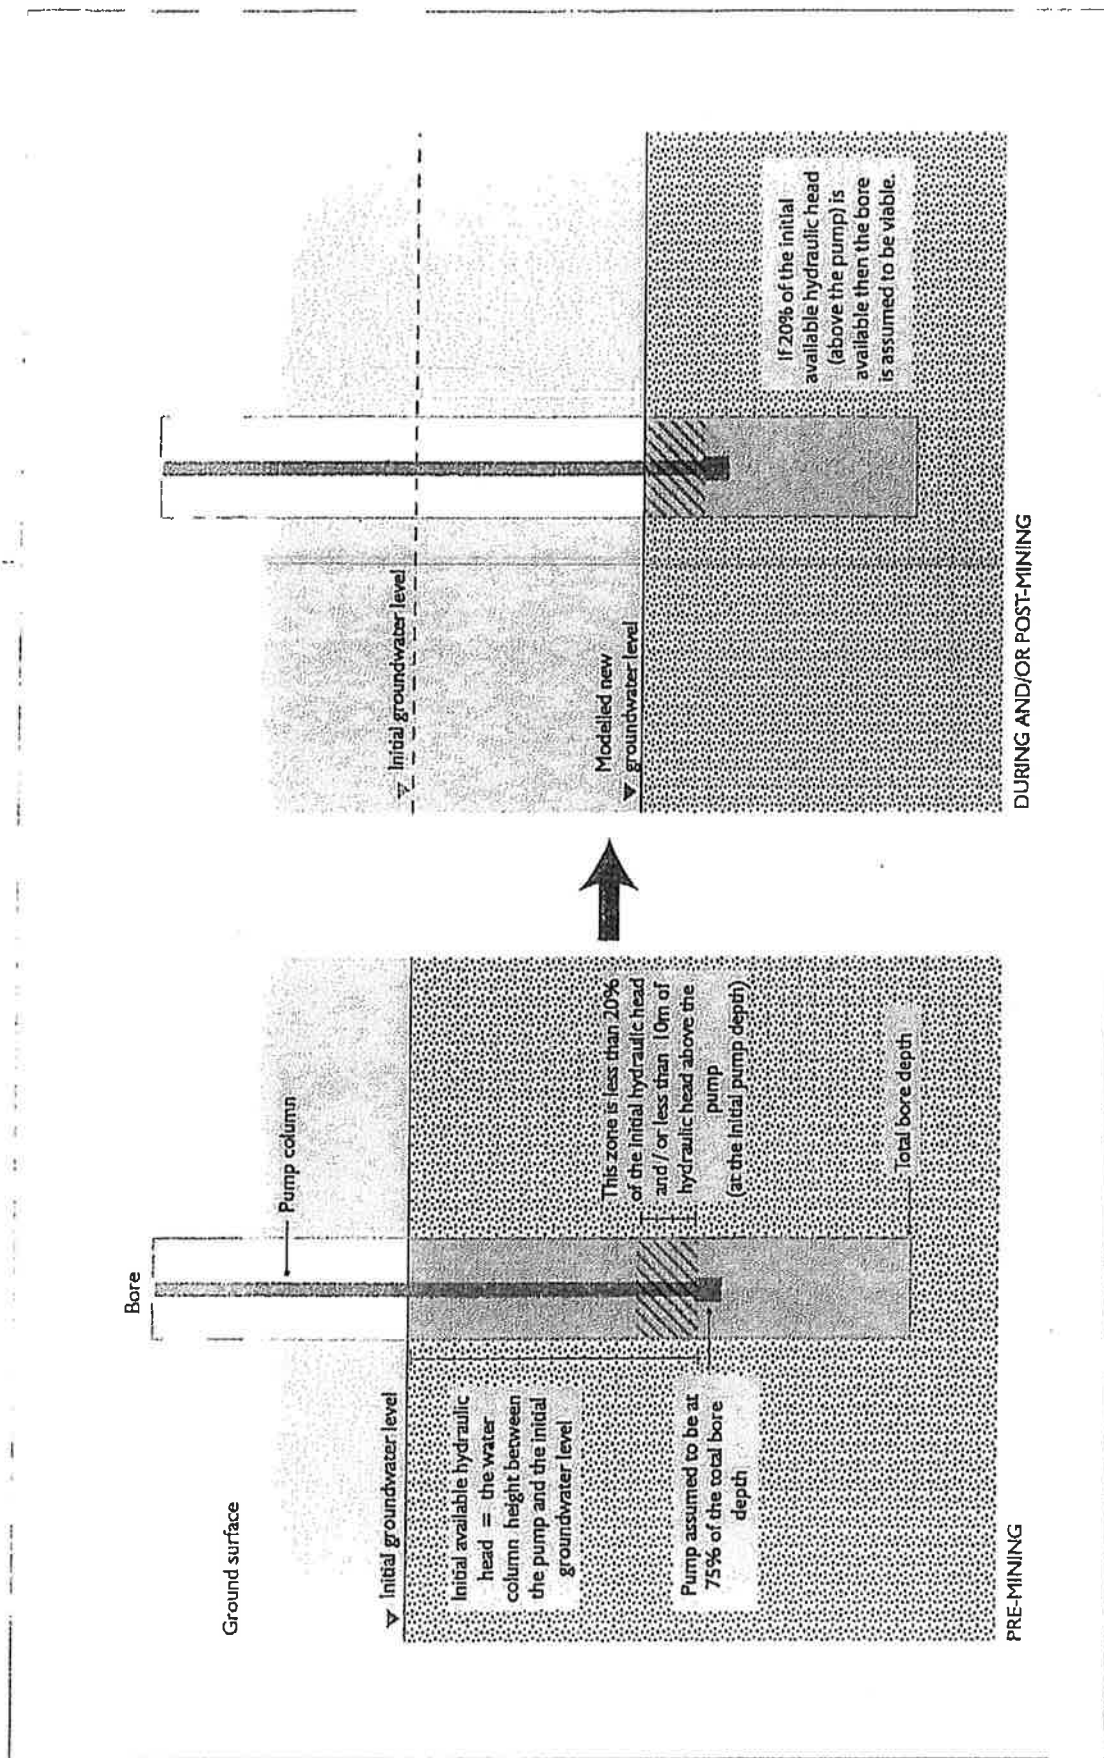 Bore
Ground surface
Pump column
Initial groundwater level
Initial available hydraulic
head = the water
column height between
the pump and the initial
groundwater level
This zone is less than 20%
of the initial hydraulic head
and / or less than 10m of
hydraulic head above the
pump
(at the initial pump depth)
Pump assumed to be at
75% of the total bore
depth
Total bore depth
PRE-MINING
Initial groundwater level
Modelled new
groundwater level
If 20% of the initial
available hydraulic head
(above the pump) is
available then the bore
is assumed to be viable.
DURING AND/OR POST-MINING